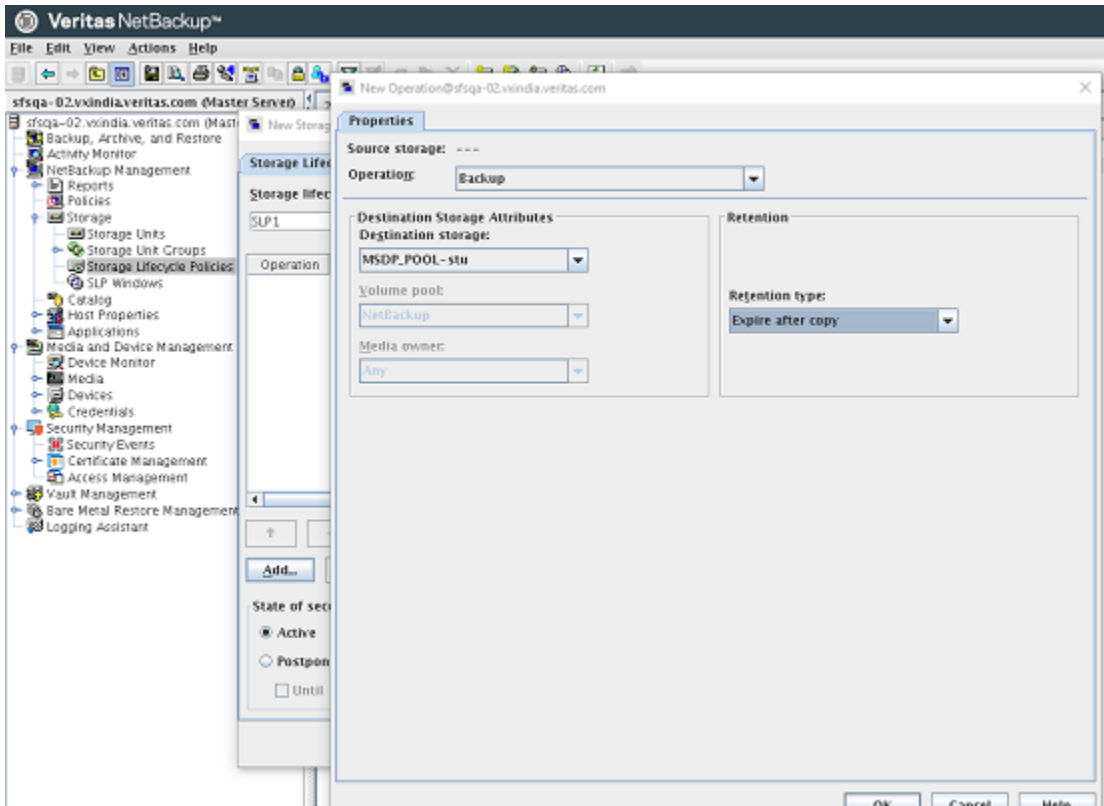 Veritas NetBackup™
File Edit View Actions Help
sfsqa-02.vxindia.veritas.com (Master Server)
sfsqa-02.vxindia.veritas.com (Mast
Backup, Archive, and Restore
Activity Monitor
NetBackup Management
Reports
Policies
Storage
Storage Units
Storage Unit Groups
Storage Lifecycle Policies
SLP Windows
Catalog
Host Properties
Applications
Media and Device Management
Device Monitor
Media
Devices
Credentials
Security Management
Security Events
Certificate Management
Access Management
Vault Management
Bare Metal Restore Management
Logging Assistant
New Storag
Storage Lifec
Storage lifec
SLP1
Operation
Add...
State of sec
Active
Postpon
Until
New Operation@sfsqa-02.vxindia.veritas.com
Properties
Source storage: ---
Operation: Backup
Destination Storage Attributes
Destination storage:
MSDP_POOL-stu
Volume pool:
NetBackup
Media owner:
Any
Retention
Retention type:
Expire after copy
OK Cancel Help